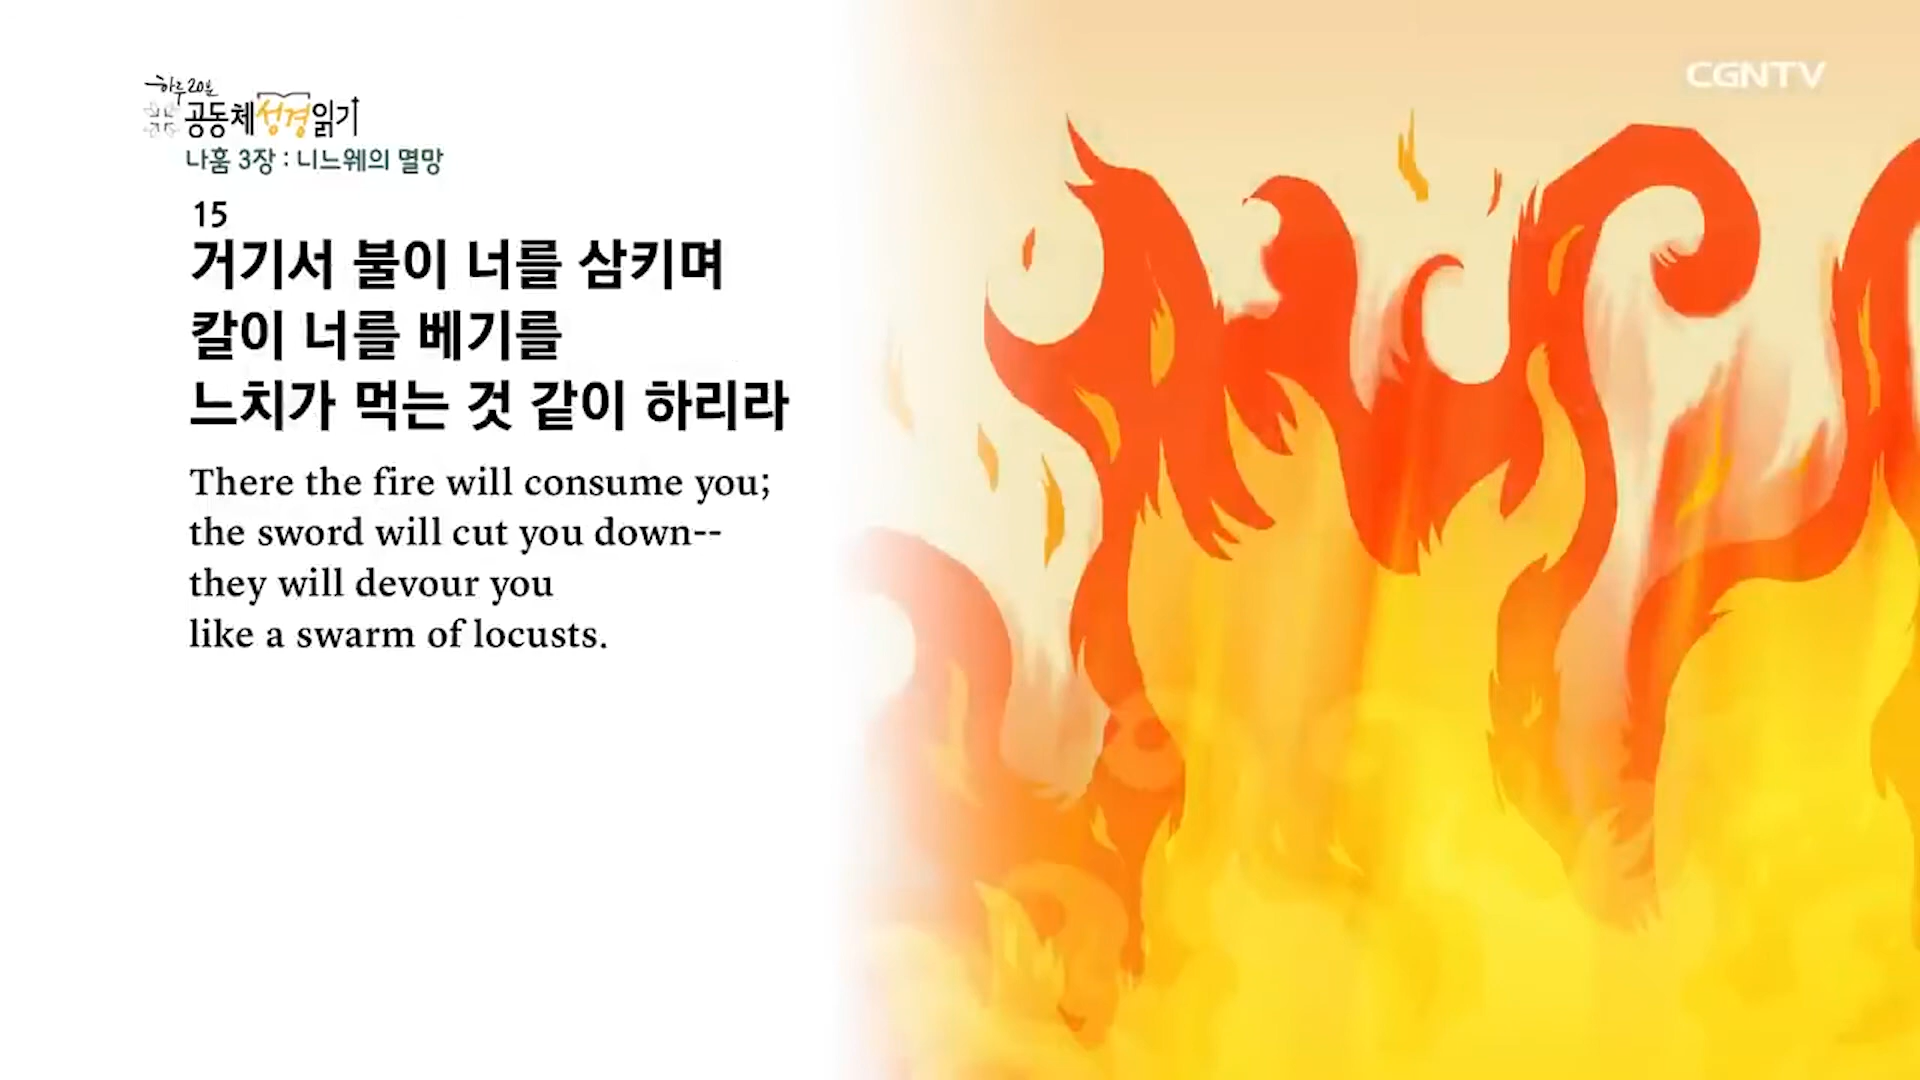 하루 20분
공동체성경읽기
CGNTV
나훔 3장 : 니느웨의 멸망
15
거기서 불이 너를 삼키며
칼이 너를 베기를
느치가 먹는 것 같이 하리라
There the fire will consume you;
the sword will cut you down--
they will devour you
like a swarm of locusts.